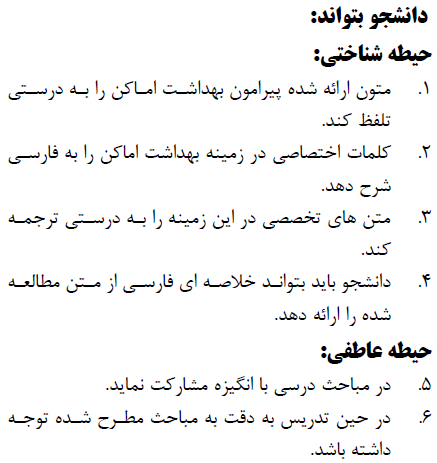 دانشجو بتواند:
حیطه شناختی:
۱. متون ارائه شده پیرامون بهداشت اماکن را به درستی
تلفظ کند.
۲. کلمات اختصاصی در زمینه بهداشت اماکن را به فارسی
شرح دهد.
۳. متن های تخصصی در این زمینه را به درستی ترجمه
کند.
۴. دانشجو باید بتواند خلاصه ای فارسی از متن مطالعه
شده را ارائه دهد.
حیطه عاطفی:
۵. در مباحث درسی با انگیزه مشارکت نماید.
۶. در حین تدریس به دقت به مباحث مطرح شده توجه
داشته باشد.